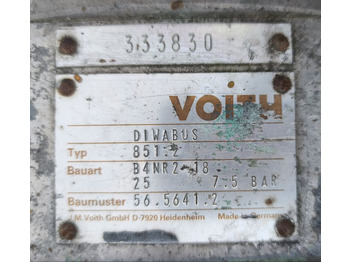 333830
VOITH
DIWABUS
Typ 851.2
Bauart B4NR2-18
25 7.5 BAR
Baumuster 56.5641.2
J.M. Voith GmbH D-7920 Heidenheim Made in Germany